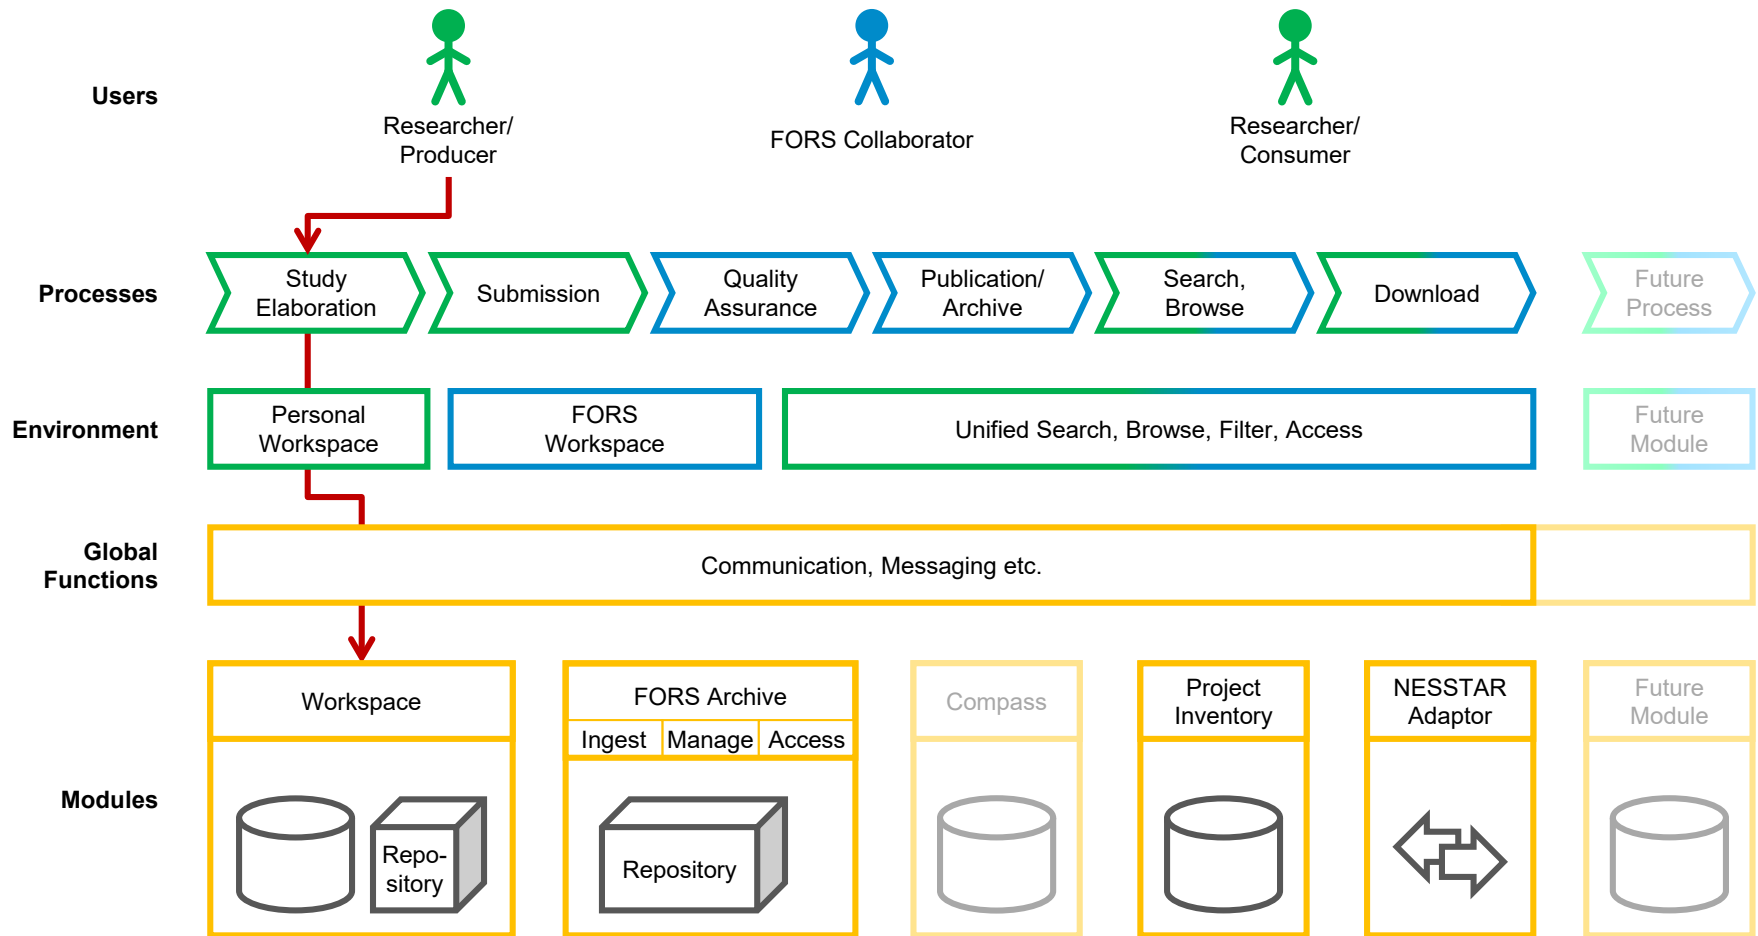 Users
Researcher/
Producer
FORS Collaborator
Researcher/
Consumer
Processes
Study
Elaboration
Submission
Quality
Assurance
Publication/
Archive
Search,
Browse
Download
Future
Process
Environment
Personal
Workspace
FORS
Workspace
Unified Search, Browse, Filter, Access
Future
Module
Global
Functions
Communication, Messaging etc.
Modules
Workspace
Repo-
sitory
FORS Archive
Ingest
Manage
Access
Repository
Compass
Project
Inventory
NESSTAR
Adaptor
Future
Module